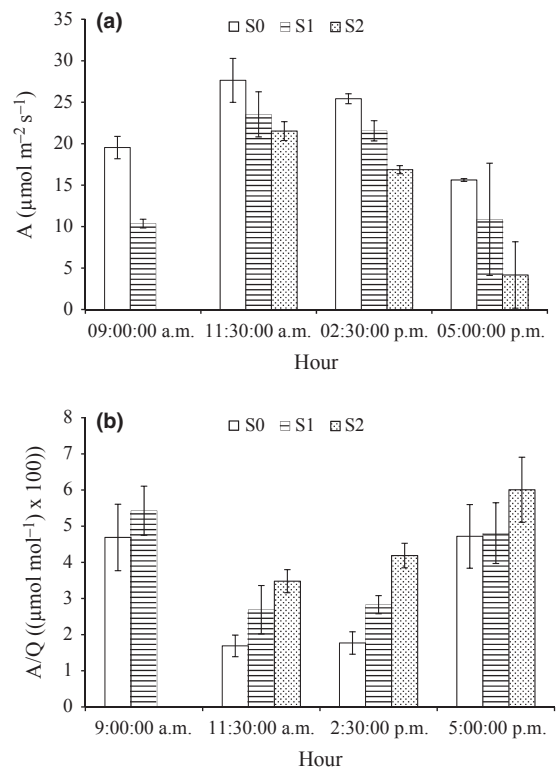 (a)
S0 S1 S2
35
30
25
20
15
10
5
0
A ((µmol m−2 s−1)
09:00:00 a.m. 11:30:00 a.m. 02:30:00 p.m. 05:00:00 p.m.
Hour
(b)
S0 S1 S2
8
7
6
5
4
3
2
1
0
A/Q ((µmol mol−1) x 100))
9:00:00 a.m. 11:30:00 a.m. 2:30:00 p.m. 5:00:00 p.m.
Hour